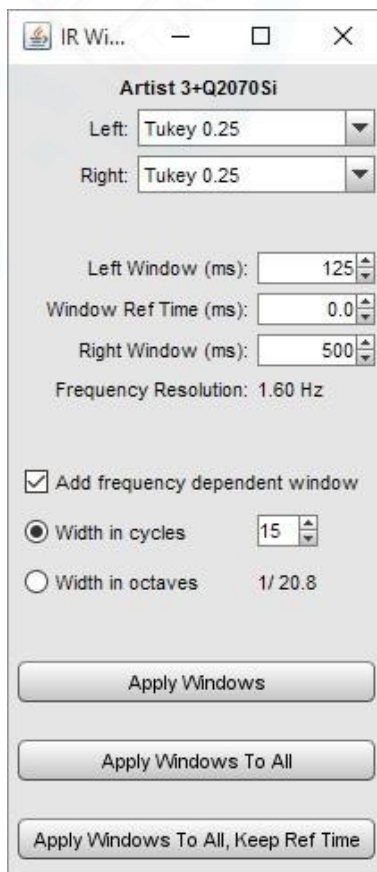 IR Wi...
Artist 3+Q2070Si
Left: Tukey 0.25
Right: Tukey 0.25
Left Window (ms): 125
Window Ref Time (ms): 0.0
Right Window (ms): 500
Frequency Resolution: 1.60 Hz
Add frequency dependent window
Width in cycles 15
Width in octaves 1/ 20.8
Apply Windows
Apply Windows To All
Apply Windows To All, Keep Ref Time